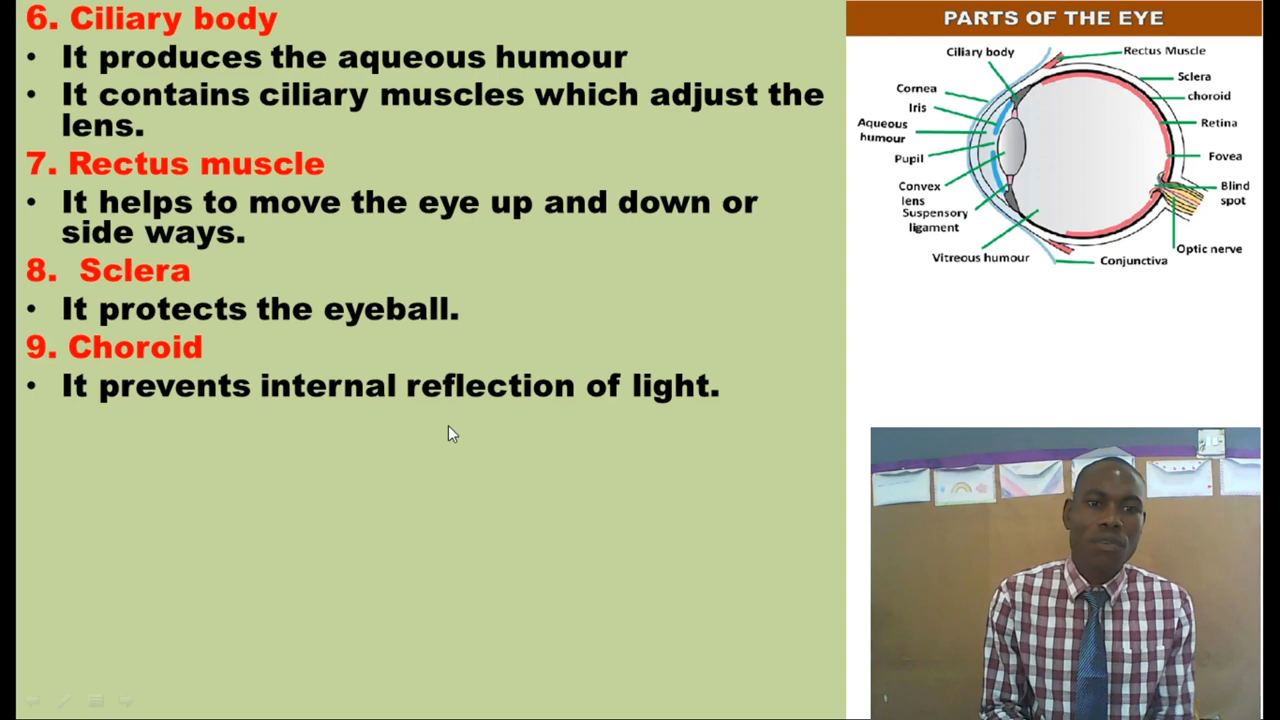 6. Ciliary body
• It produces the aqueous humour
• It contains ciliary muscles which adjust the
lens.
7. Rectus muscle
• It helps to move the eye up and down or
side ways.
8. Sclera
• It protects the eyeball.
9. Choroid
• It prevents internal reflection of light.
PARTS OF THE EYE
Ciliary body
Rectus Muscle
Sclera
Cornea
choroid
Iris
Aqueous
humour
Retina
Pupil
Fovea
Convex
lens
Blind
spot
Suspensory
ligament
Optic nerve
Vitreous humour
Conjunctiva